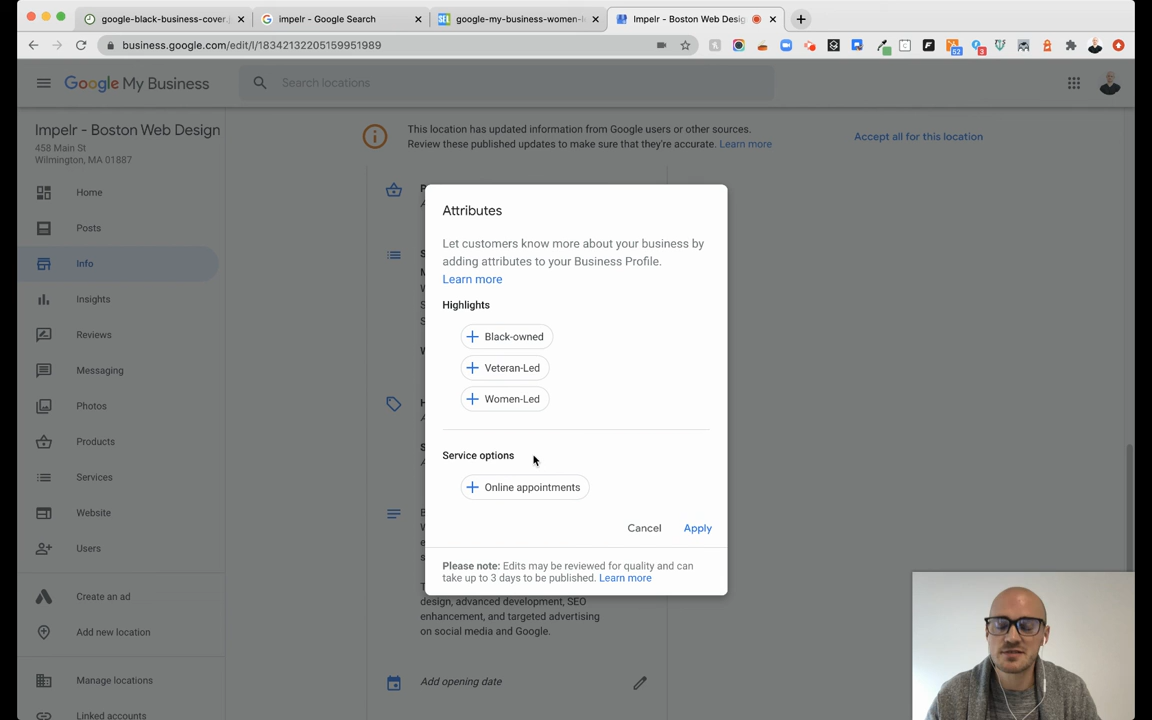 google-black-business-cover.j
impelr - Google Search
google-my-business-women-l
Impelr - Boston Web Desig
business.google.com/edit/l/18342132205159951989
52
3
Google My Business
Search locations
Impelr - Boston Web Design
458 Main St
Wilmington, MA 01887
Home
Posts
Info
Insights
Reviews
Messaging
Photos
Products
Services
Website
Users
Create an ad
Add new location
Manage locations
Linked accounts
This location has updated information from Google users or other sources.
Review these published updates to make sure that they're accurate. Learn more
Accept all for this location
Attributes
Let customers know more about your business by
adding attributes to your Business Profile.
Learn more
Highlights
Black-owned
Veteran-Led
Women-Led
Service options
Online appointments
Cancel
Apply
Please note: Edits may be reviewed for quality and can
take up to 3 days to be published. Learn more
design, advanced development, SEO
enhancement, and targeted advertising
on social media and Google.
Add opening date